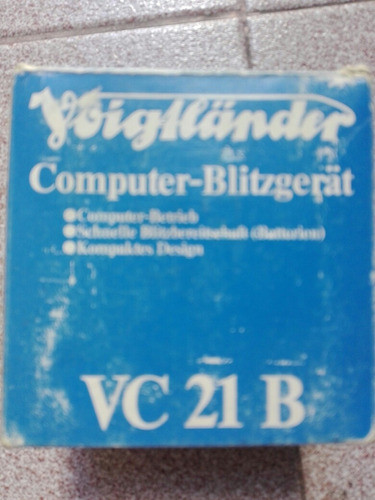 Voigtländer
Computer-Blitzgerät
●Computer-Betrieb
●Schnelle Blitzbereitschaft (Batterien)
●Kompaktes Design
VC 21 B